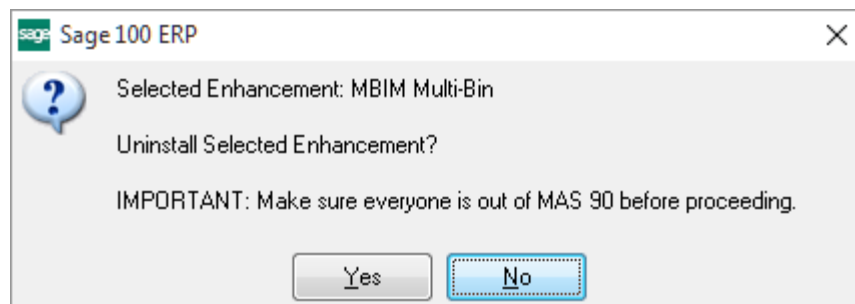 sage Sage 100 ERP
Selected Enhancement: MBIM Multi-Bin
Uninstall Selected Enhancement?
IMPORTANT: Make sure everyone is out of MAS 90 before proceeding.
Yes No